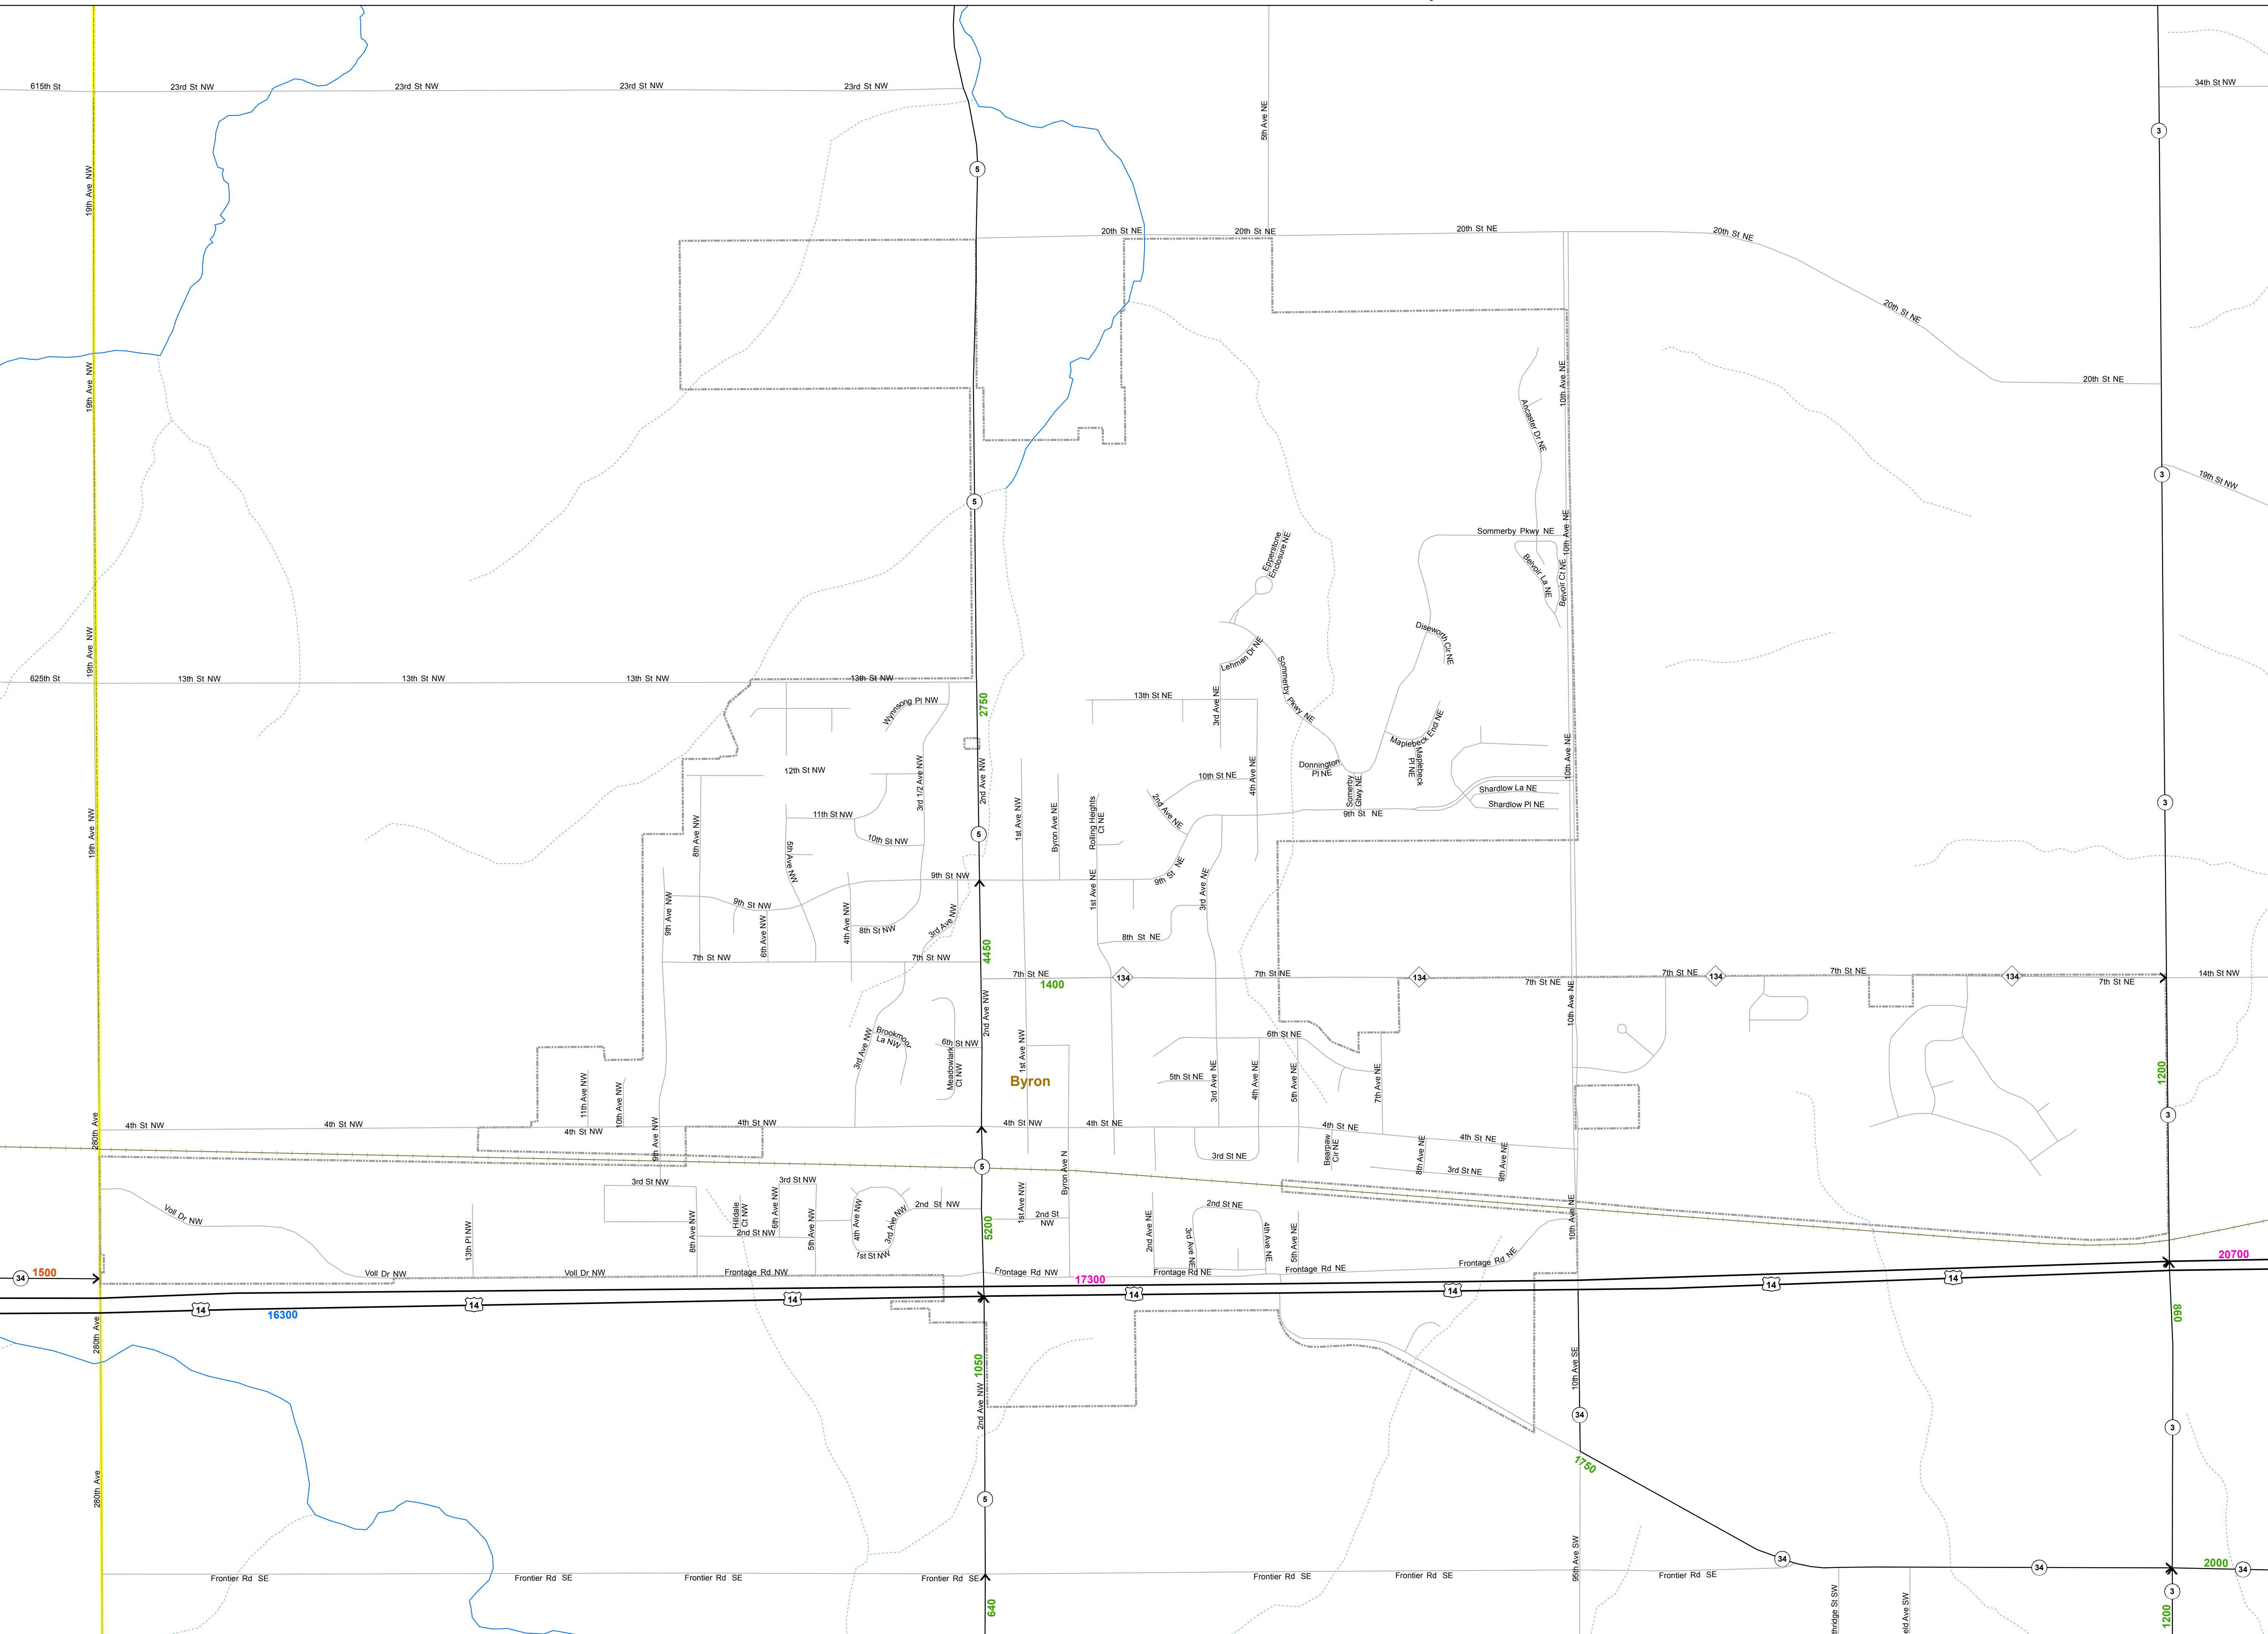 615th St
23rd St NW
23rd St NW
23rd St NW
23rd St NW
34th St NW
5th Ave NE
3
19th Ave NW
5
20th St NE
20th St NE
20th St NE
20th St NE
20th St NE
20th St NE
19th Ave NW
10th Ave NE
Ancaster Dr NE
3
19th St NW
5
Sommerby Pkwy NE
10th Ave NE
Epperstone
Enclosure NE
Belvoir La NE
Belvoir Ct NE
19th Ave NW
Diseworth Cir NE
Lehman Dr NE
Sommerby Pkwy NE
625th St
13th St NW
13th St NW
13th St NW
13th St NW
13th St NE
3rd Ave NE
2750
Wynnsong Pl NW
Maplebeck End NE
Maplebeck
Pl NE
10th Ave NE
12th St NW
3rd 1/2 Ave NW
2nd Ave NW
10th St NE
4th Ave NE
Donnington
Pl NE
Somerby
Gtwy NE
Shardlow La NE
Shardlow Pl NE
9th St NE
3
19th Ave NW
8th Ave NW
11th St NW
10th St NW
5th Ave NW
5
1st Ave NW
Byron Ave NE
Rolling Heights
Ct NE
2nd Ave NE
9th St NW
9th St NE
1st Ave NE
3rd Ave NE
9th Ave NW
9th St NW
6th Ave NW
4th Ave NW
8th St NW
3rd Ave NW
8th St NE
4450
7th St NW
7th St NW
7th St NE
134
7th St NE
134
7th St NE
7th St NE
134
7th St NE
134
7th St NE
14th St NW
1400
2nd Ave NW
10th Ave NE
3rd Ave NW
Brookmoor
La NW
6th St NW
Meadowlark
Ct NW
1st Ave NW
6th St NE
Byron
5th St NE
3rd Ave NE
4th Ave NE
5th Ave NE
7th Ave NE
1200
11th Ave NW
10th Ave NW
3
280th Ave
4th St NW
4th St NW
4th St NW
4th St NW
4th St NW
4th St NE
4th St NE
4th St NE
9th Ave NW
Bearpaw
Cir NE
3rd St NE
8th Ave NE
3rd St NE
9th Ave NE
5
Byron Ave N
3rd St NW
3rd St NW
Voll Dr NW
13th Pl NW
8th Ave NW
Hilldale
Ct NW
6th Ave NW
2nd St NW
5th Ave NW
4th Ave NW
3rd Ave NW
1st St NW
2nd St NW
5200
1st Ave NW
2nd St
NW
2nd Ave NE
2nd St NE
3rd Ave NE
4th Ave NE
5th Ave NE
10th Ave NE
34
1500
Voll Dr NW
Voll Dr NW
Frontage Rd NW
Frontage Rd NW
Frontage Rd NE
Frontage Rd NE
Frontage Rd NE
17300
20700
14
14
14
14
14
14
14
16300
860
280th Ave
1050
2nd Ave NW
10th Ave SE
34
3
1750
280th Ave
5
95th Ave SW
34
34
2000
34
Frontier Rd SE
Frontier Rd SE
Frontier Rd SE
Frontier Rd SE
Frontier Rd SE
Frontier Rd SE
Frontier Rd SE
640
thridge St SW
eld Ave SW
3
1200